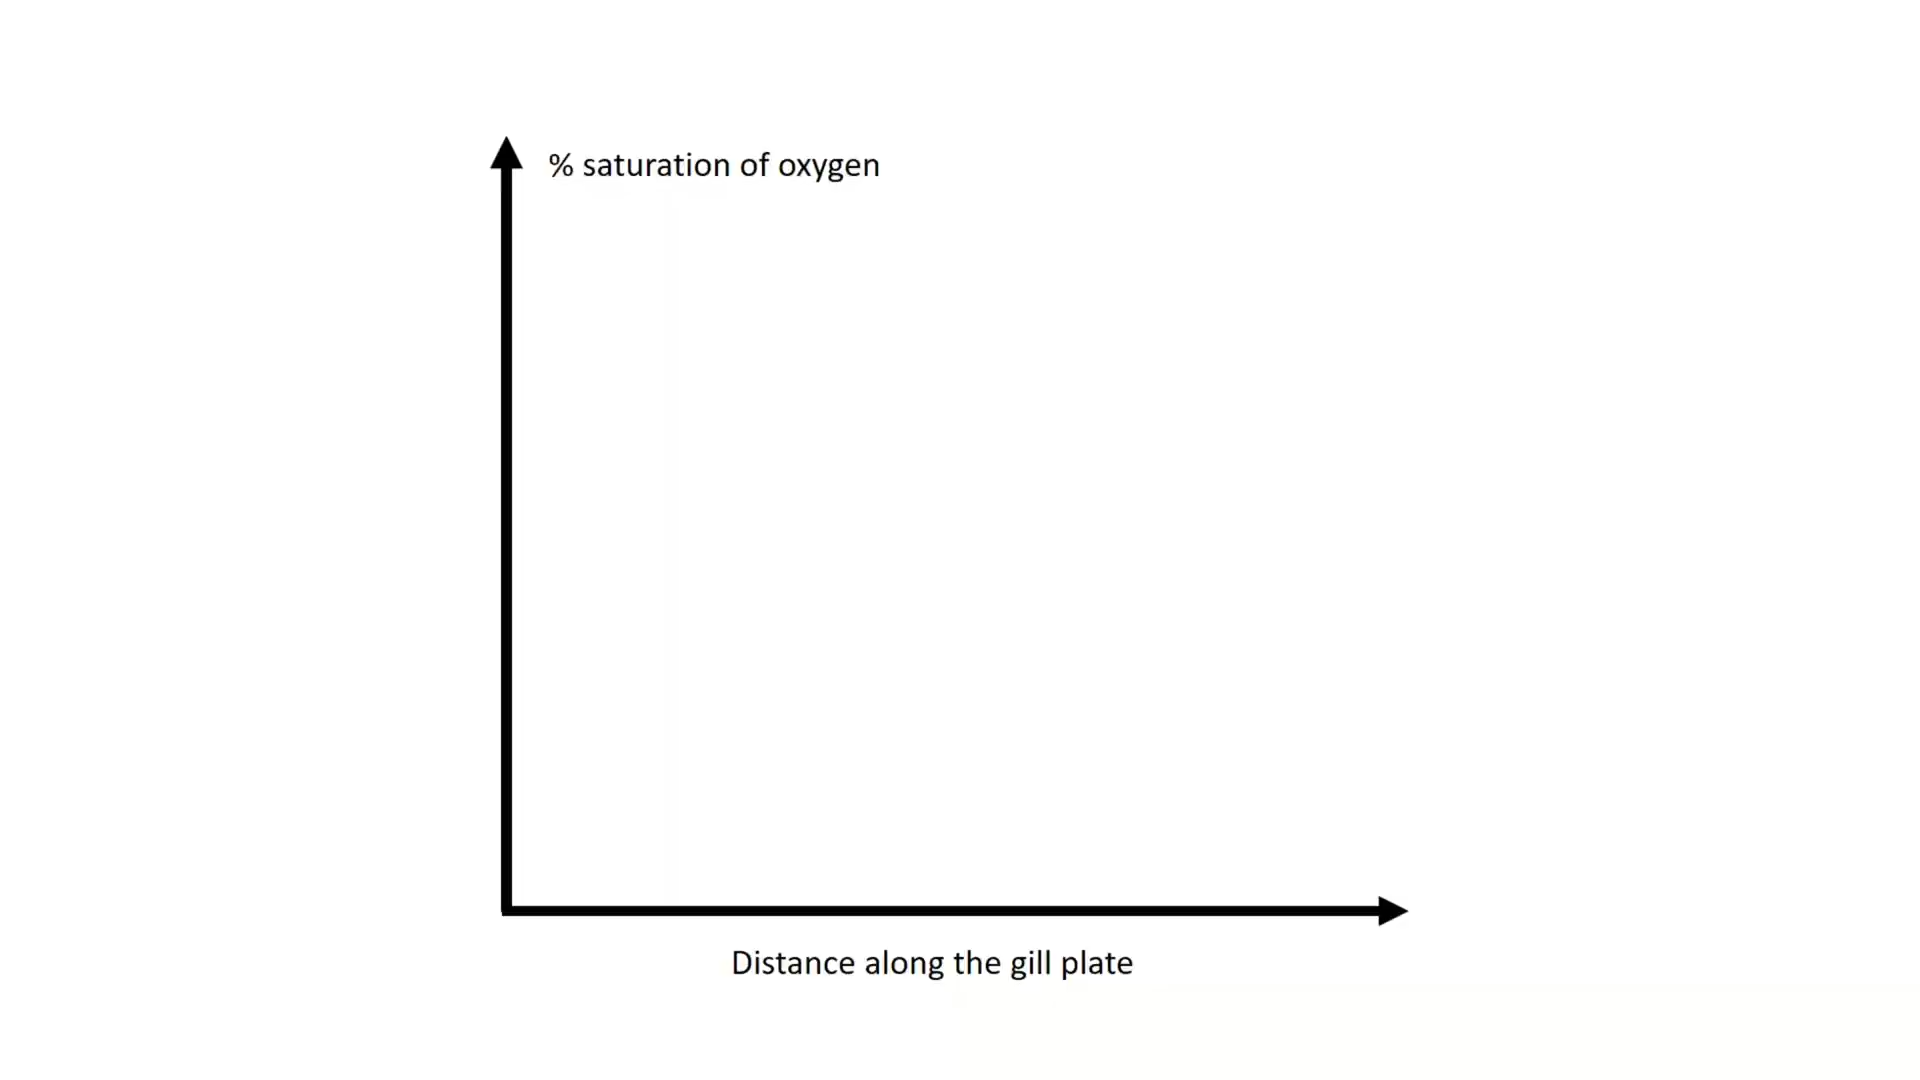 % saturation of oxygen
Distance along the gill plate